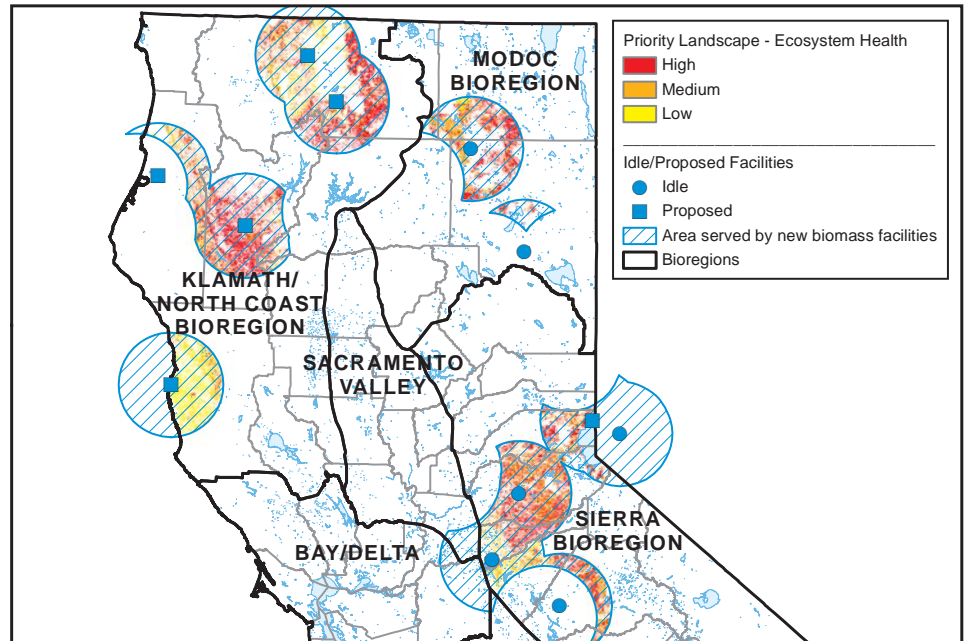 MODOC
BIOREGION
KLAMATH/
NORTH COAST
BIOREGION
SACRAMENTO
VALLEY
SIERRA
BIOREGION
BAY/DELTA
Priority Landscape - Ecosystem Health
High
Medium
Low
Idle/Proposed Facilities
Idle
Proposed
Area served by new biomass facilities
Bioregions